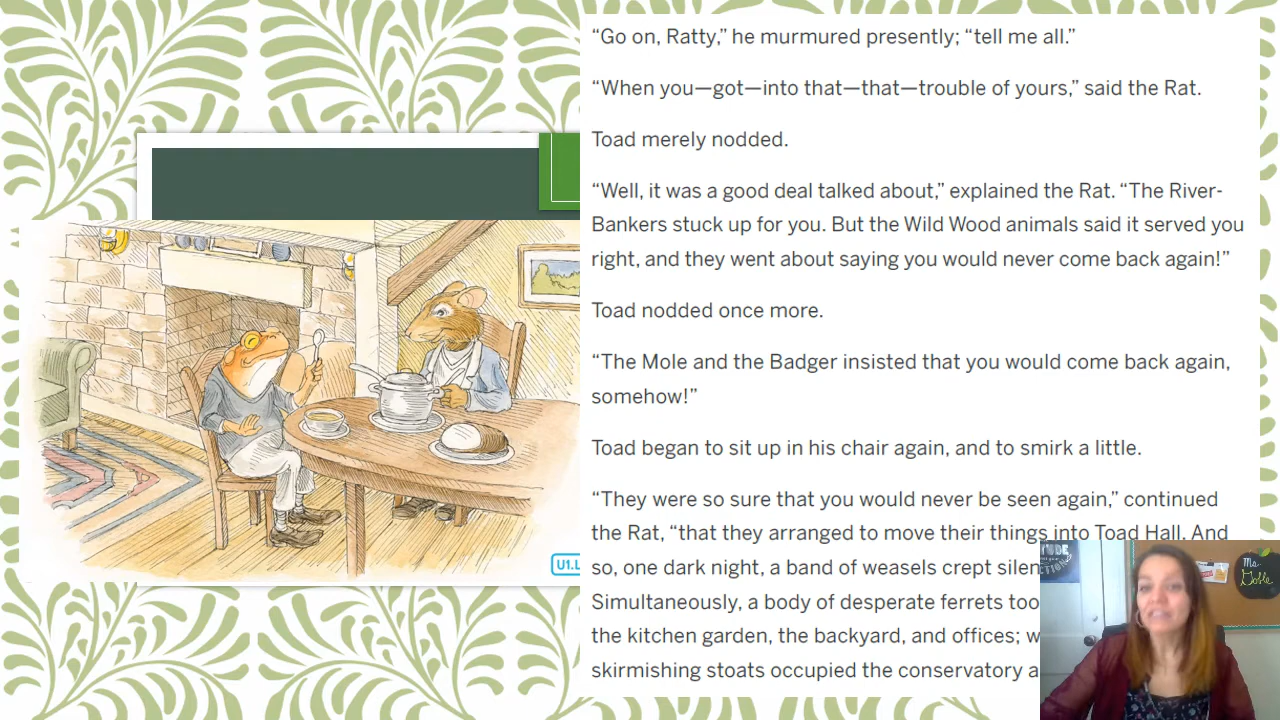 “Go on, Ratty,” he murmured presently; “tell me all.”
“When you—got—into that—that—trouble of yours,” said the Rat.
Toad merely nodded.
“Well, it was a good deal talked about,” explained the Rat. “The River-
Bankers stuck up for you. But the Wild Wood animals said it served you
right, and they went about saying you would never come back again!”
Toad nodded once more.
“The Mole and the Badger insisted that you would come back again,
somehow!”
Toad began to sit up in his chair again, and to smirk a little.
“They were so sure that you would never be seen again,” continued
the Rat, “that they arranged to move their things into Toad Hall. And
so, one dark night, a band of weasels crept silen
Simultaneously, a body of desperate ferrets too
the kitchen garden, the backyard, and offices; w
skirmishing stoats occupied the conservatory a
U1.L
Ms.